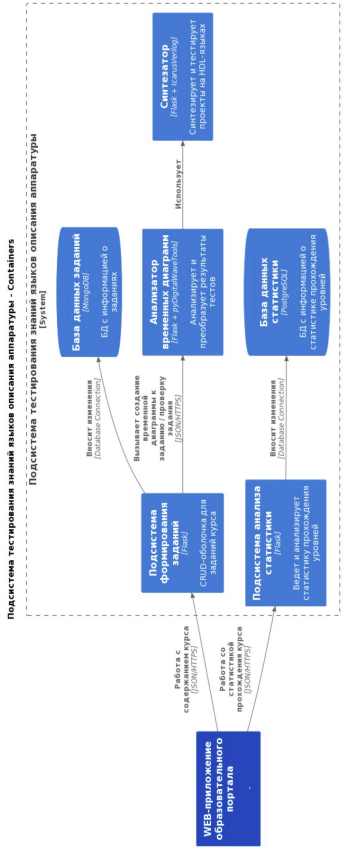 Подсистема тестирования знаний языков описания аппаратуры - Containers
Подсистема тестирования знаний языков описания аппаратуры
[System]
WEB-приложение
образовательного
портала
-
Работа с
содержанием курса
[JSON/HTTPS]
Работа со
статистикой
прохождения курса
[JSON/HTTPS]
Подсистема
формирования
заданий
[Flask]
CRUD-оболочка для
заданий курса
Подсистема анализа
статистики
[Flask]
Ведет и анализирует
статистику прохождения
уровней
Вносит изменения
[Database Connection]
Вызывает создание
временной
диаграммы к
заданию / проверку
задания
[JSON/HTTPS]
Вносит изменения
[Database Connection]
База данных заданий
[MongoDB]
БД с информацией о
заданиях
Анализатор
временных диаграмм
[Flask + pyDigitalWaveTools]
Анализирует и
преобразует результаты
тестов
База данных
статистики
[PostgreSQL]
БД с информацией о
статистике прохождения
уровней
Использует
Синтезатор
[Flask + IcarusVerilog]
Синтезирует и тестирует
проекты на HDL-языках